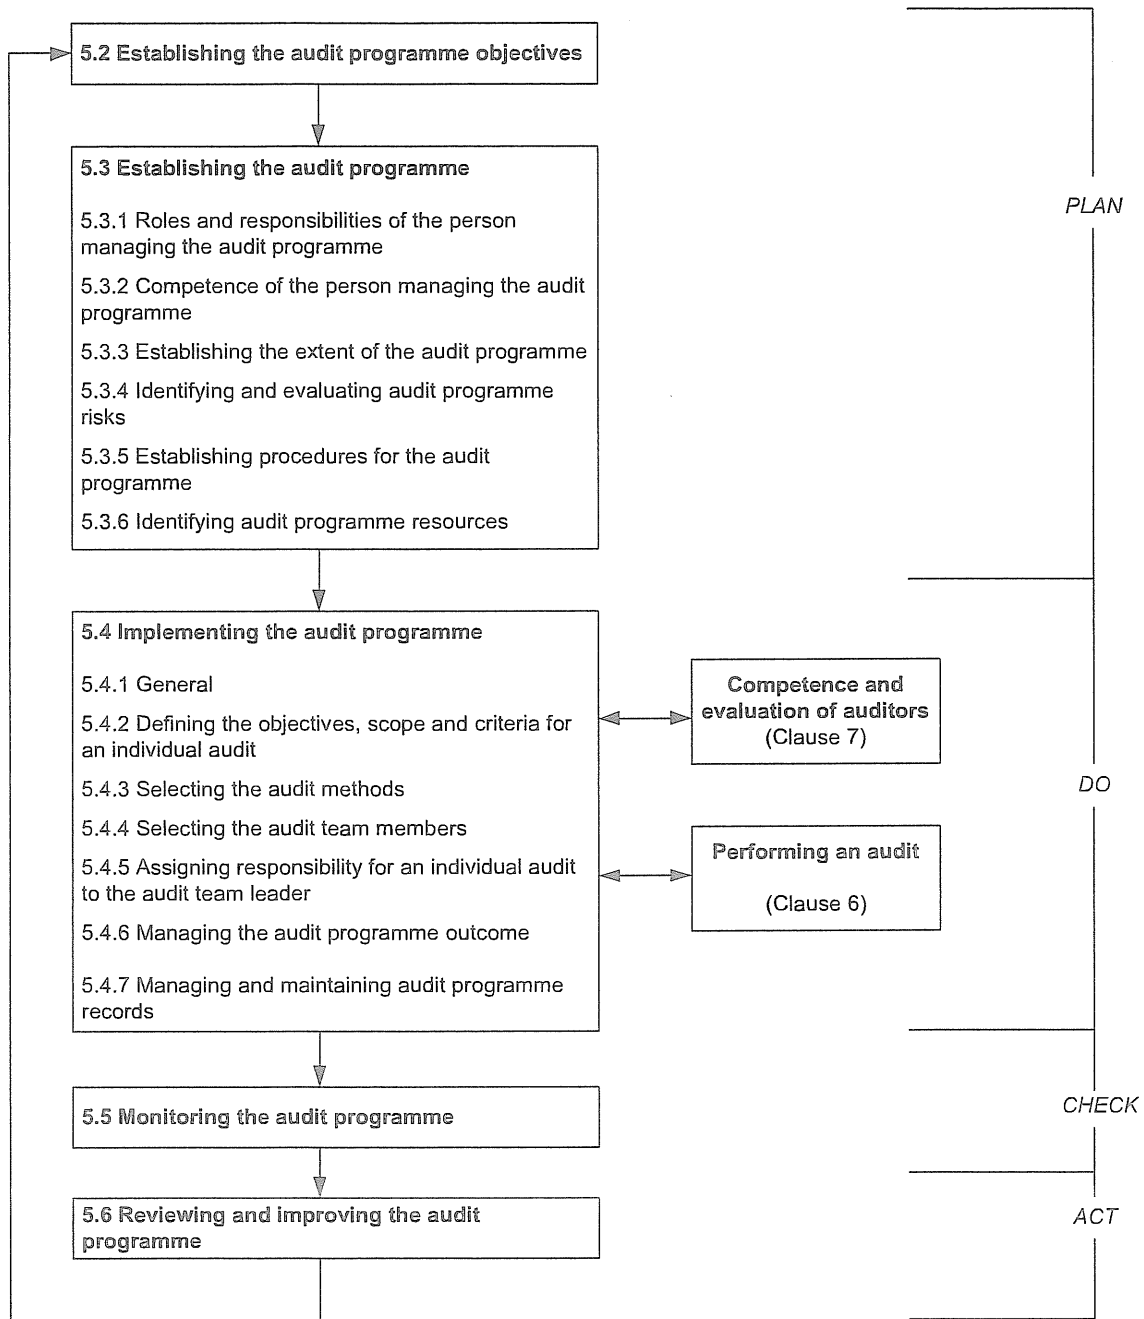 5.2 Establishing the audit programme objectives
5.3 Establishing the audit programme
5.3.1 Roles and responsibilities of the person
managing the audit programme
5.3.2 Competence of the person managing the audit
programme
5.3.3 Establishing the extent of the audit programme
5.3.4 Identifying and evaluating audit programme
risks
5.3.5 Establishing procedures for the audit
programme
5.3.6 Identifying audit programme resources
PLAN
5.4 Implementing the audit programme
5.4.1 General
5.4.2 Defining the objectives, scope and criteria for
an individual audit
5.4.3 Selecting the audit methods
5.4.4 Selecting the audit team members
5.4.5 Assigning responsibility for an individual audit
to the audit team leader
5.4.6 Managing the audit programme outcome
5.4.7 Managing and maintaining audit programme
records
Competence and
evaluation of auditors
(Clause 7)
Performing an audit
(Clause 6)
DO
5.5 Monitoring the audit programme
CHECK
5.6 Reviewing and improving the audit
programme
ACT